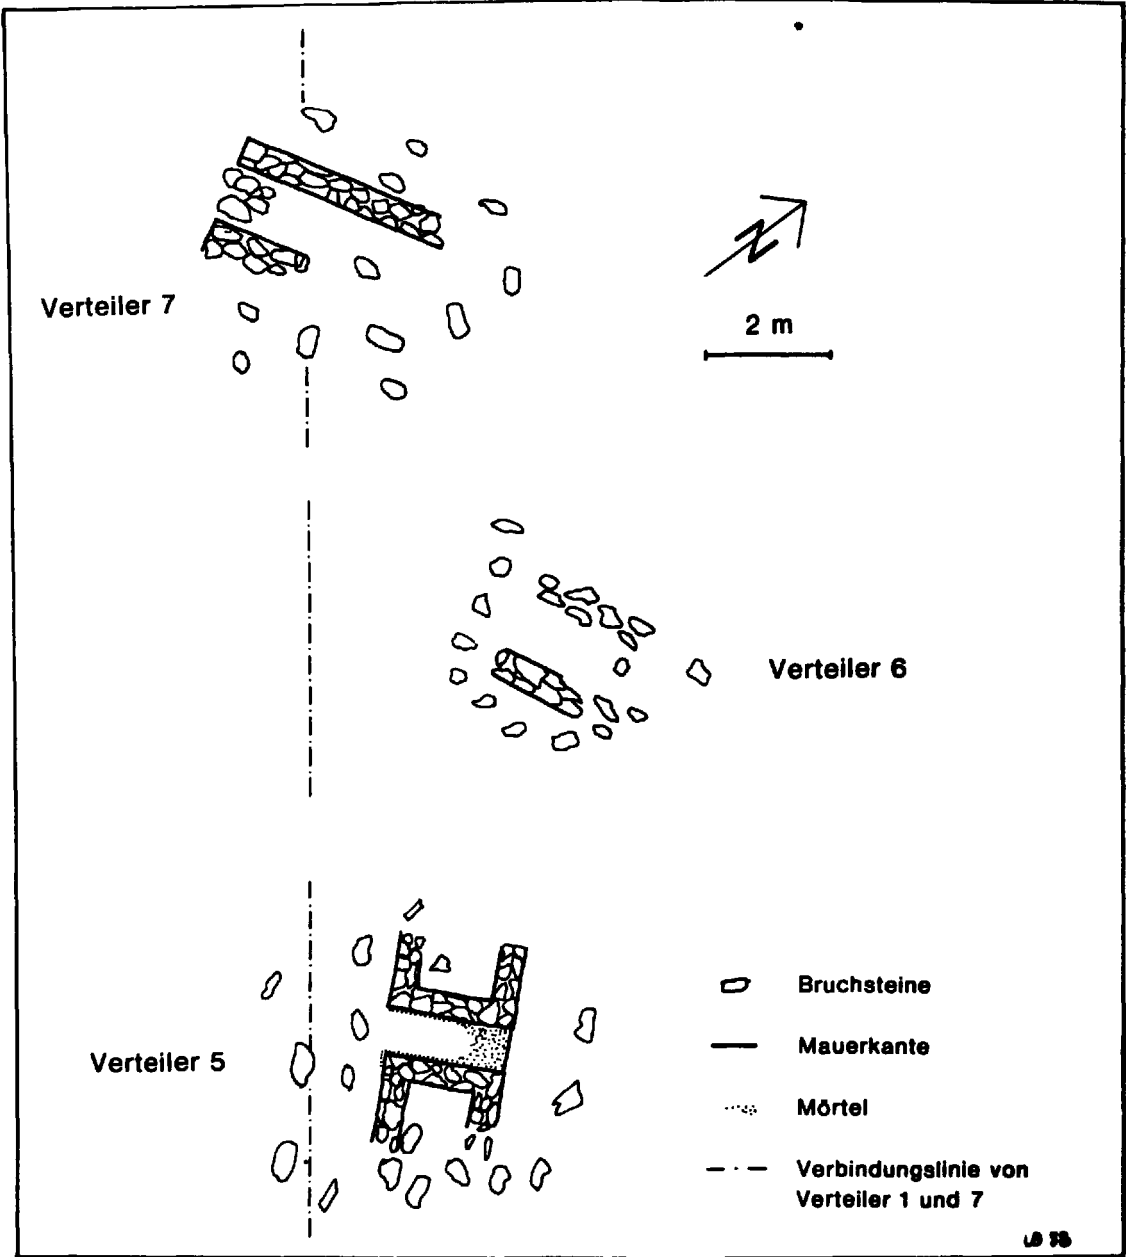 Verteiler 7
N
2 m
Verteiler 6
Verteiler 5
Bruchsteine
Mauerkante
Mörtel
Verbindungslinie von
Verteiler 1 und 7